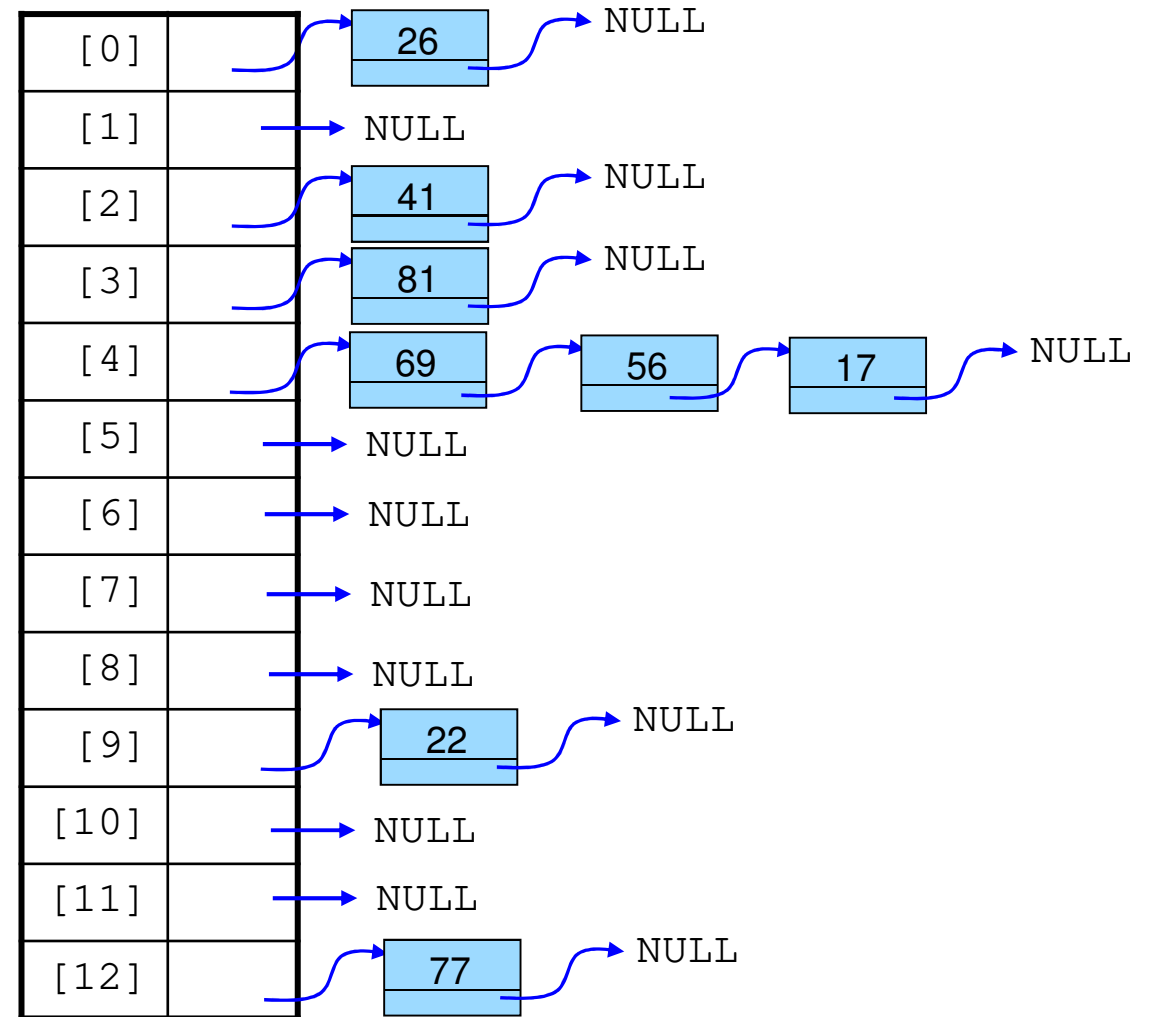 [0] 26 NULL
[1] NULL
[2] 41 NULL
[3] 81 NULL
[4] 69 56 17 NULL
[5] NULL
[6] NULL
[7] NULL
[8] NULL
[9] 22 NULL
[10] NULL
[11] NULL
[12] 77 NULL